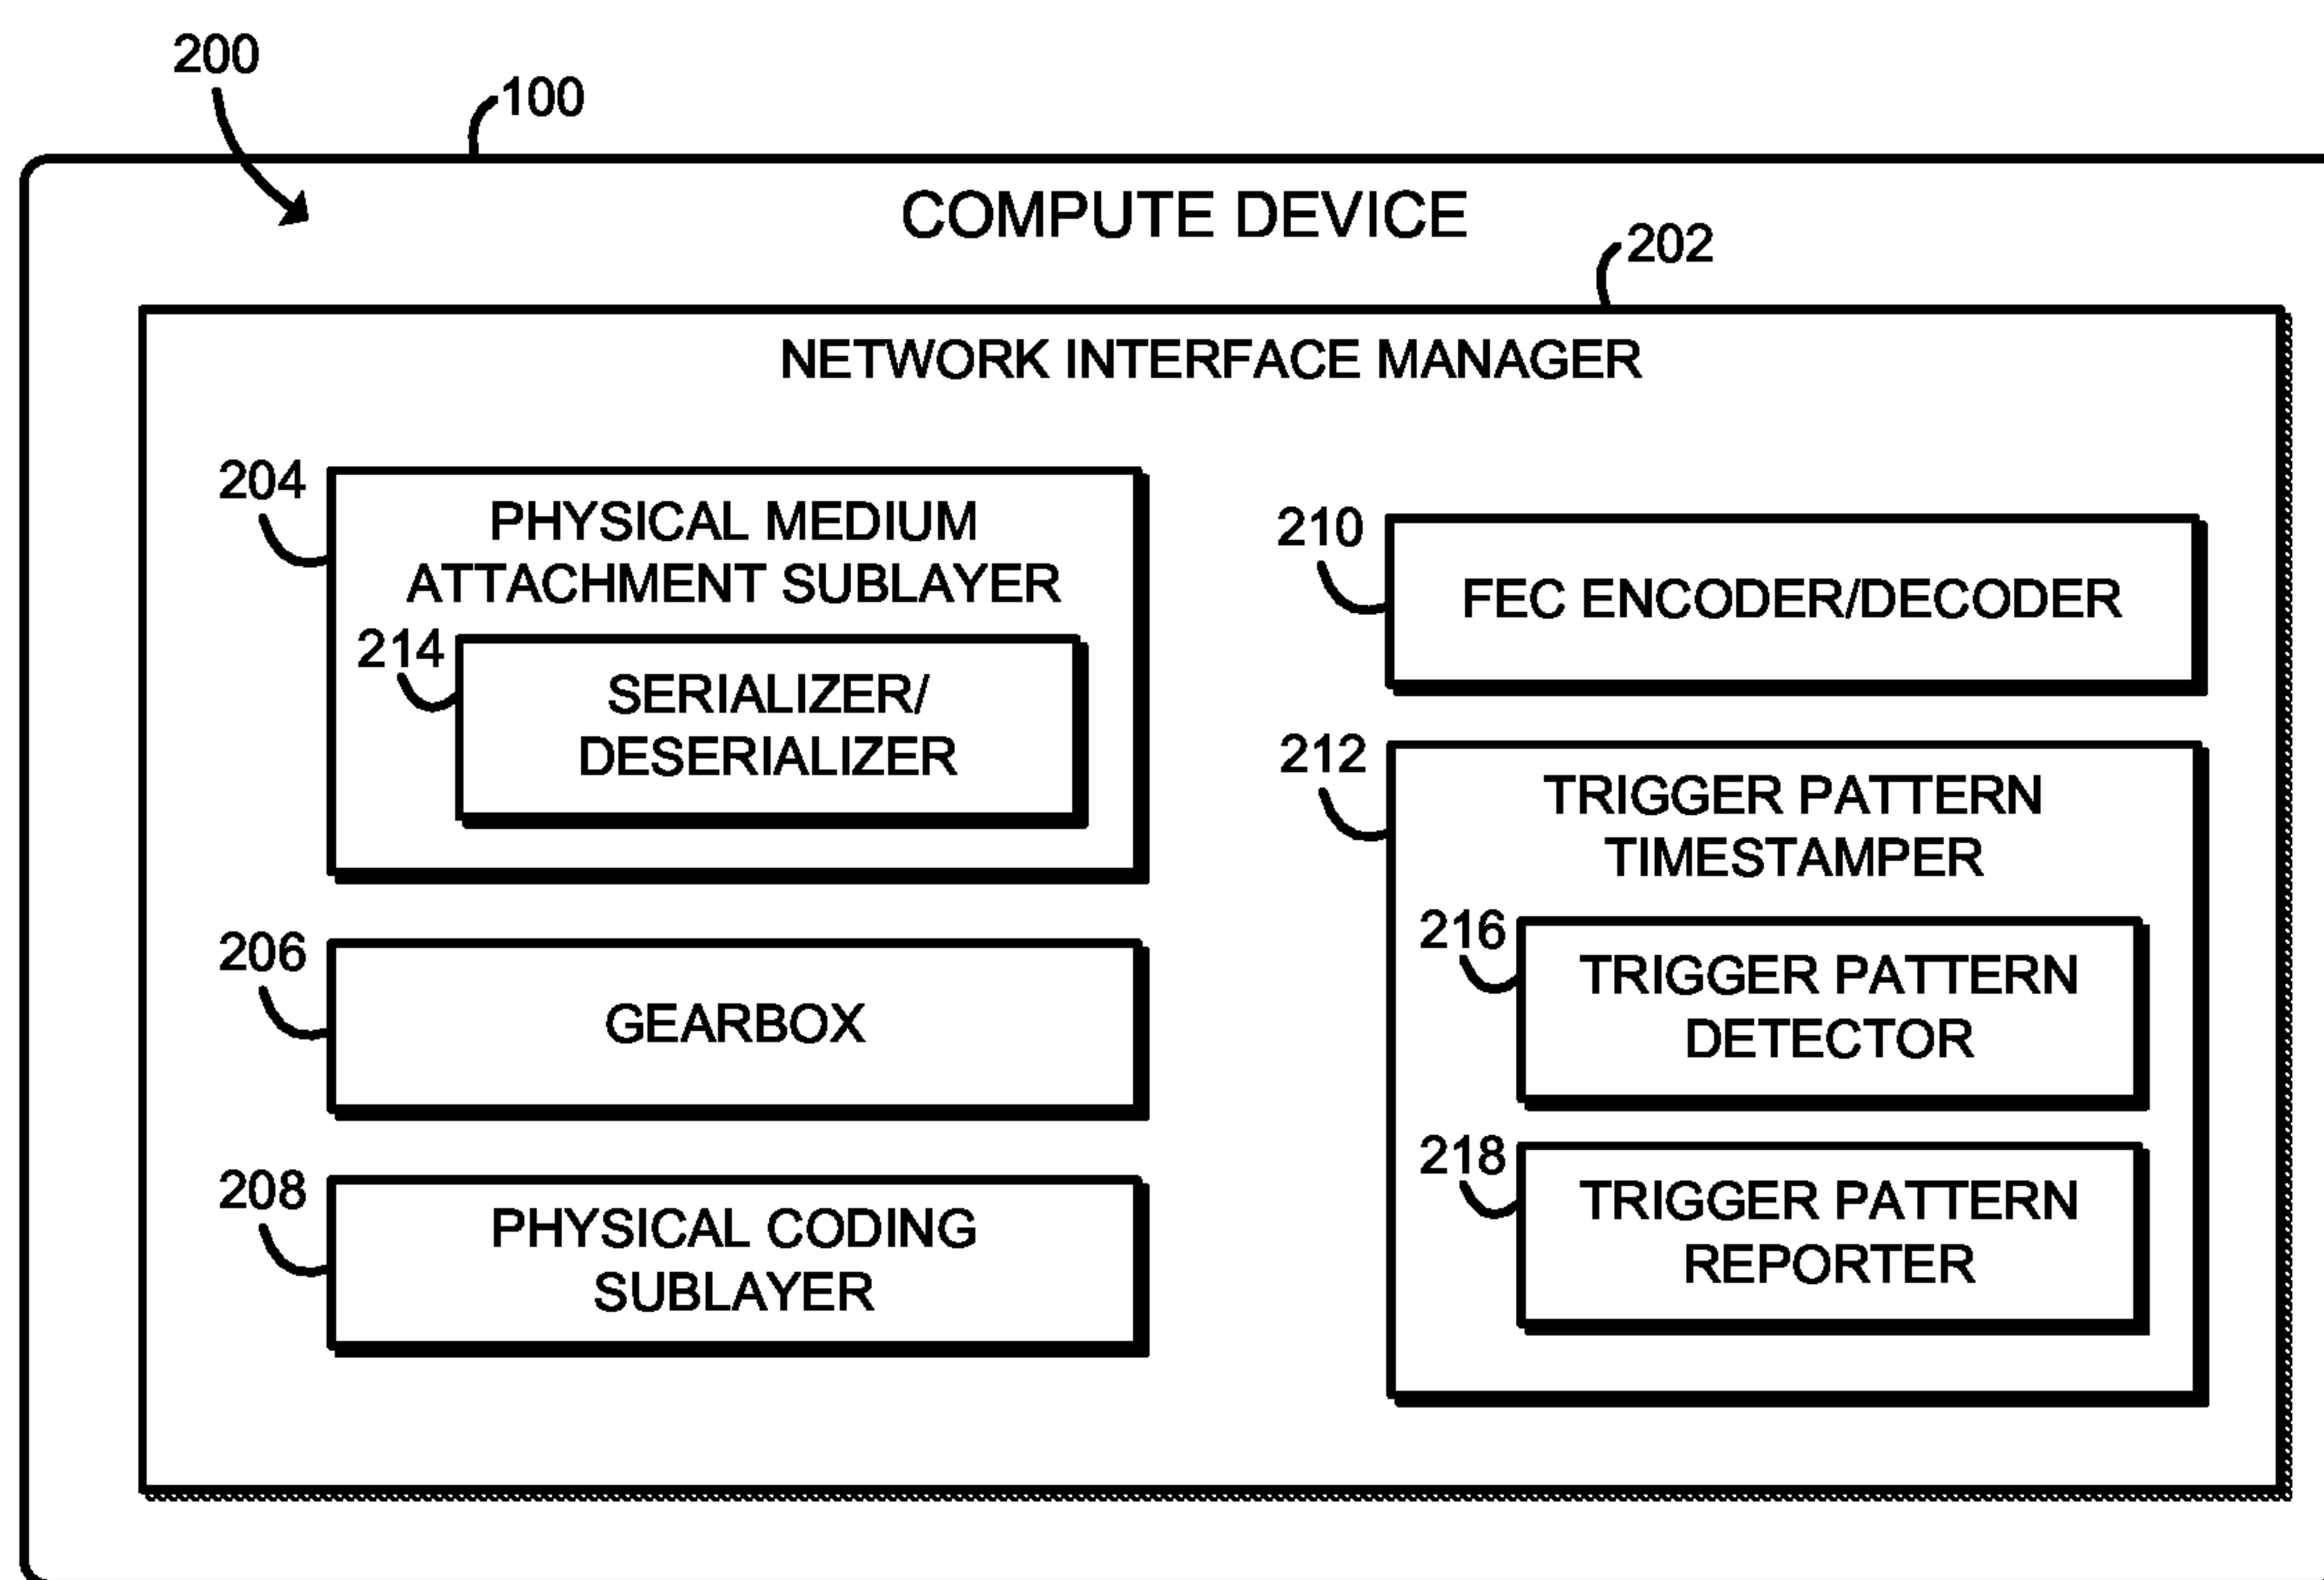 200
100
COMPUTE DEVICE
202
NETWORK INTERFACE MANAGER
204
PHYSICAL MEDIUM
ATTACHMENT SUBLAYER
214
SERIALIZER/
DESERIALIZER
206
GEARBOX
208
PHYSICAL CODING
SUBLAYER
210
FEC ENCODER/DECODER
212
TRIGGER PATTERN
TIMESTAMPER
216
TRIGGER PATTERN
DETECTOR
218
TRIGGER PATTERN
REPORTER